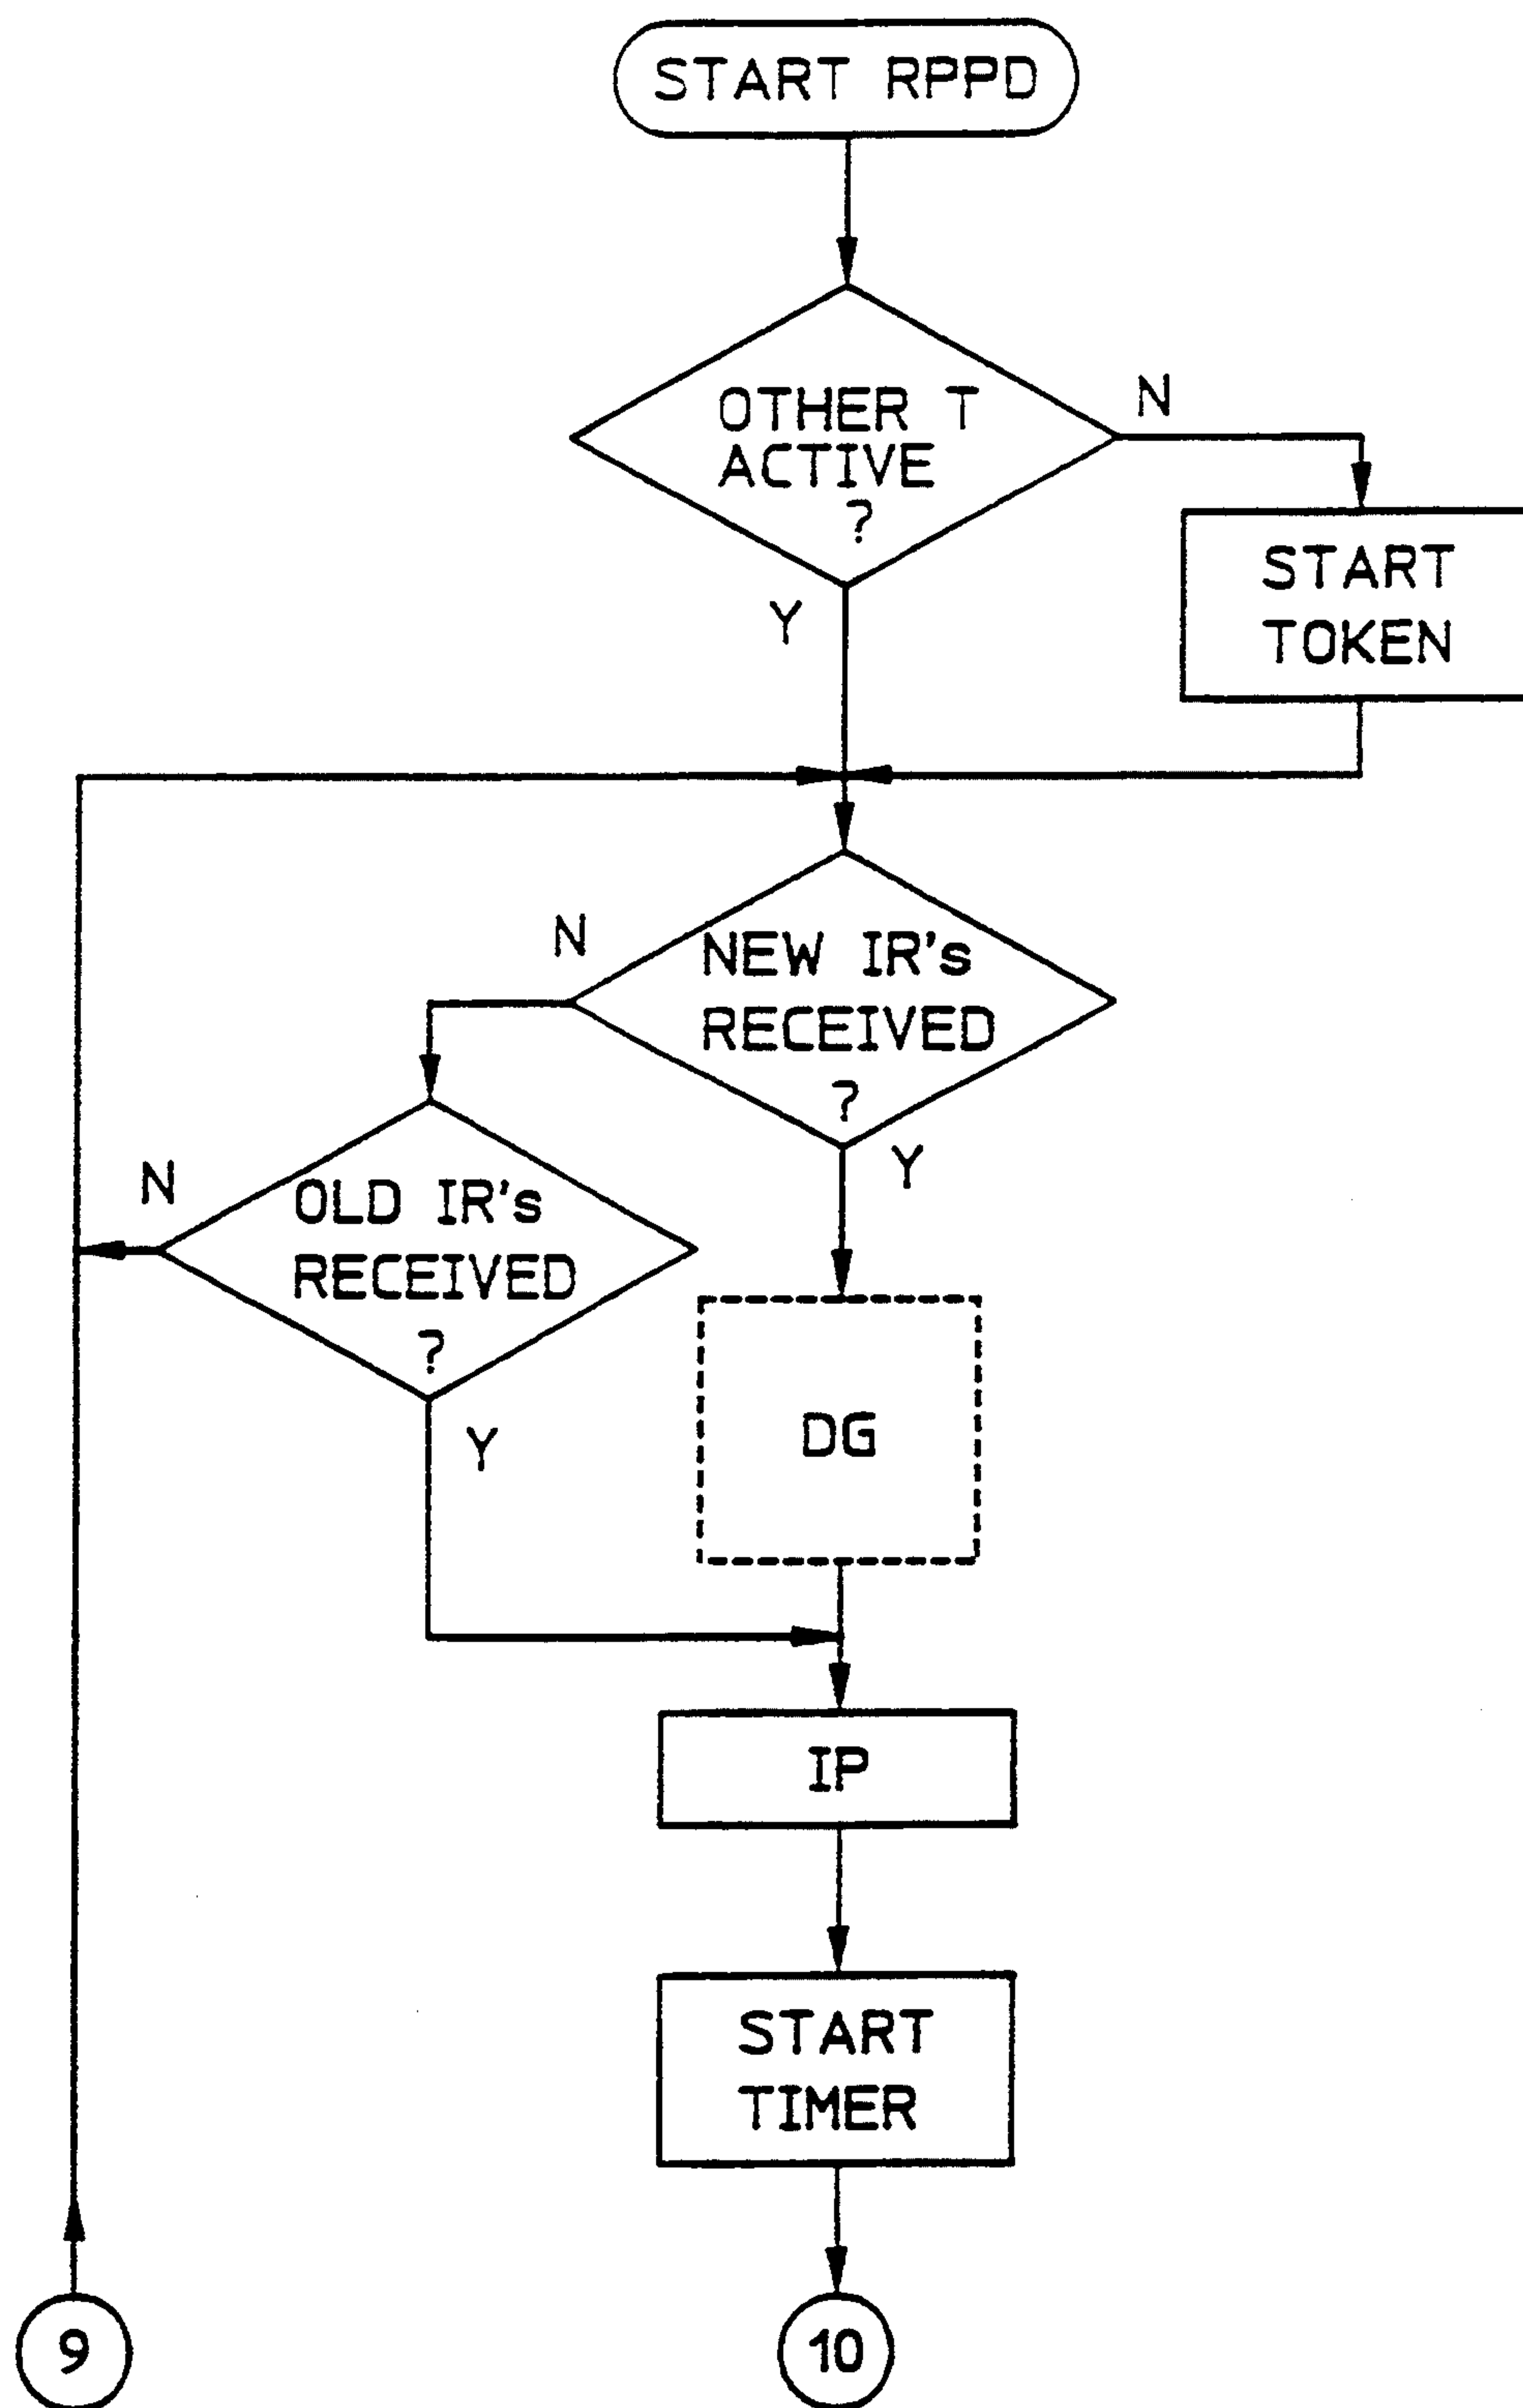 START RPPD
OTHER T
ACTIVE
?
N
START
TOKEN
Y
N
NEW IR's
RECEIVED
?
Y
N
OLD IR's
RECEIVED
?
Y
DG
IP
START
TIMER
9
10